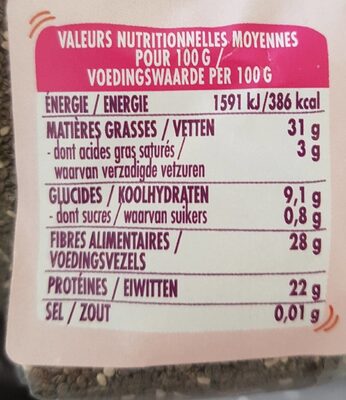 VALEURS NUTRITIONNELLES MOYENNES
POUR 100 G /
VOEDINGSWAARDE PER 100 G
ÉNERGIE / ENERGIE 1591 kJ/386 kcal
MATIÈRES GRASSES / VETTEN 31 g
- dont acides gras saturés / 3 g
waarvan verzadigde vetzuren
GLUCIDES / KOOLHYDRATEN 9,1 g
- dont sucres / waarvan suikers 0,8 g
FIBRES ALIMENTAIRES / 28 g
VOEDINGSVEZELS
PROTÉINES / EIWITTEN 22 g
SEL / ZOUT 0,01 g